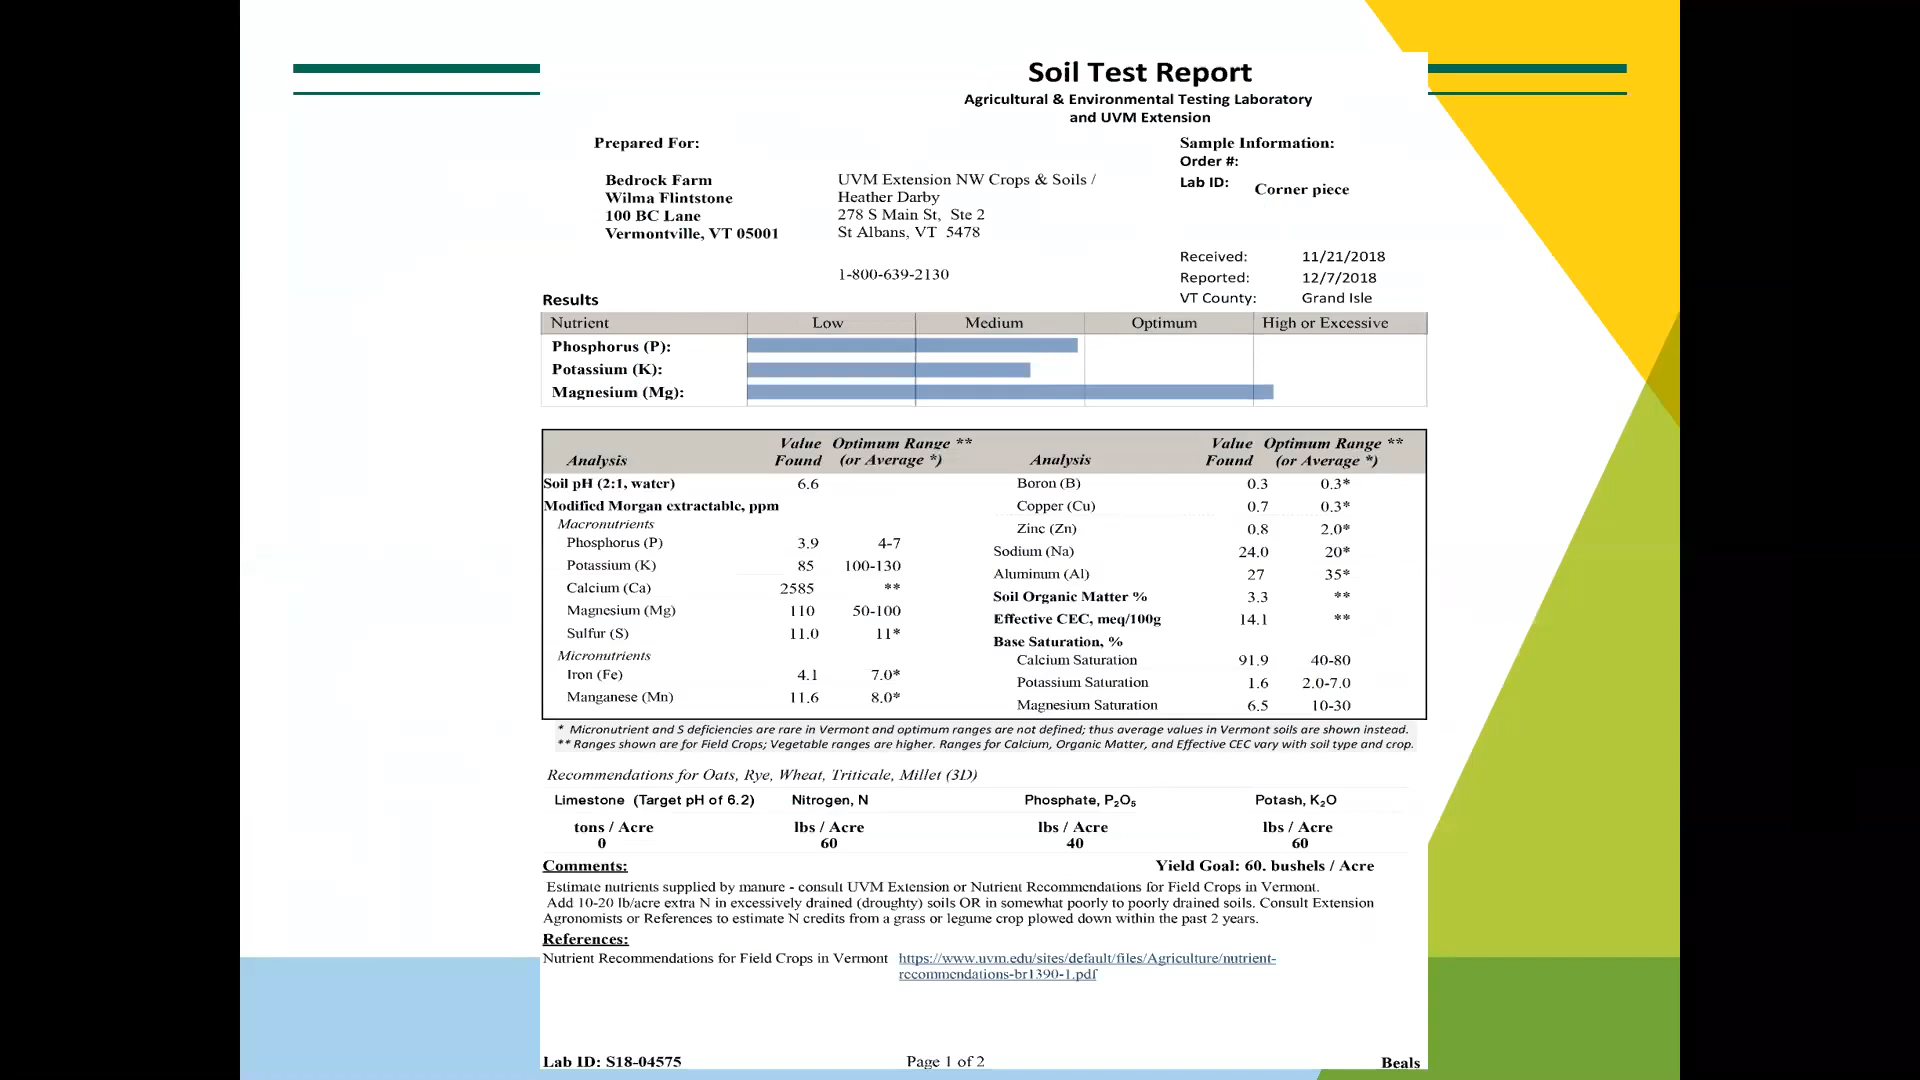 Soil Test Report
Agricultural & Environmental Testing Laboratory
and UVM Extension
Prepared For:
Bedrock Farm
Wilma Flintstone
100 BC Lane
Vermontville, VT 05001
UVM Extension NW Crops & Soils /
Heather Darby
278 S Main St, Ste 2
St Albans, VT 5478
1-800-639-2130
Sample Information:
Order #:
Lab ID: Corner piece
Received: 11/21/2018
Reported: 12/7/2018
VT County: Grand Isle
Results
Nutrient Low Medium Optimum High or Excessive
Phosphorus (P):
Potassium (K):
Magnesium (Mg):
Analysis Value Found Optimum Range ** (or Average *)
Soil pH (2:1, water) 6.6
Modified Morgan extractable, ppm
Macronutrients
Phosphorus (P) 3.9 4-7
Potassium (K) 85 100-130
Calcium (Ca) 2585 **
Magnesium (Mg) 110 50-100
Sulfur (S) 11.0 11*
Micronutrients
Iron (Fe) 4.1 7.0*
Manganese (Mn) 11.6 8.0*
Analysis Value Found Optimum Range ** (or Average *)
Boron (B) 0.3 0.3*
Copper (Cu) 0.7 0.3*
Zinc (Zn) 0.8 2.0*
Sodium (Na) 24.0 20*
Aluminum (Al) 27 35*
Soil Organic Matter % 3.3 **
Effective CEC, meq/100g 14.1 **
Base Saturation, %
Calcium Saturation 91.9 40-80
Potassium Saturation 1.6 2.0-7.0
Magnesium Saturation 6.5 10-30
* Micronutrient and S deficiencies are rare in Vermont and optimum ranges are not defined; thus average values in Vermont soils are shown instead.
** Ranges shown are for Field Crops; Vegetable ranges are higher. Ranges for Calcium, Organic Matter, and Effective CEC vary with soil type and crop.
Recommendations for Oats, Rye, Wheat, Triticale, Millet (3D)
Limestone (Target pH of 6.2) Nitrogen, N Phosphate, P₂O₅ Potash, K₂O
tons / Acre lbs / Acre lbs / Acre lbs / Acre
0 60 40 60
Comments: Yield Goal: 60. bushels / Acre
Estimate nutrients supplied by manure - consult UVM Extension or Nutrient Recommendations for Field Crops in Vermont.
Add 10-20 lb/acre extra N in excessively drained (droughty) soils OR in somewhat poorly to poorly drained soils. Consult Extension
Agronomists or References to estimate N credits from a grass or legume crop plowed down within the past 2 years.
References:
Nutrient Recommendations for Field Crops in Vermont https://www.uvm.edu/sites/default/files/Agriculture/nutrient-
recommendations-br1390-1.pdf
Lab ID: S18-04575 Page 1 of 2 Beals